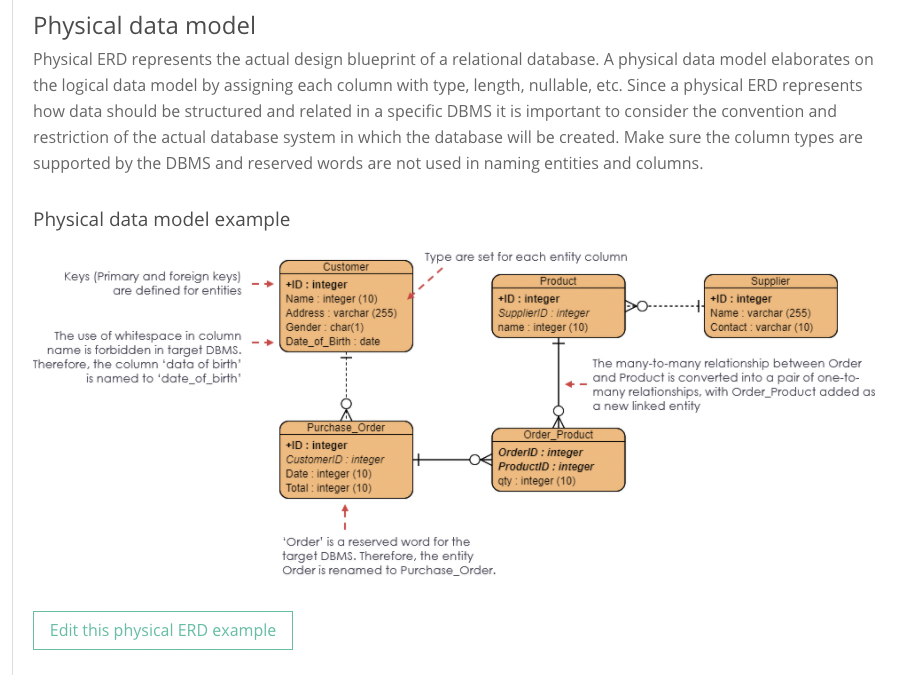 Physical data model
Physical ERD represents the actual design blueprint of a relational database. A physical data model elaborates on
the logical data model by assigning each column with type, length, nullable, etc. Since a physical ERD represents
how data should be structured and related in a specific DBMS it is important to consider the convention and
restriction of the actual database system in which the database will be created. Make sure the column types are
supported by the DBMS and reserved words are not used in naming entities and columns.
Physical data model example
Type are set for each entity column
Keys (Primary and foreign keys)
are defined for entities
The use of whitespace in column
name is forbidden in target DBMS.
Therefore, the column ‘data of birth’
is named to ‘date_of_birth’
Customer
+ID : integer
Name : integer (10)
Address : varchar (255)
Gender : char(1)
Date_of_Birth : date
Product
+ID : integer
SupplierID : integer
name : integer (10)
Supplier
+ID : integer
Name : varchar (255)
Contact : varchar (10)
The many-to-many relationship between Order
and Product is converted into a pair of one-to-
many relationships, with Order_Product added as
a new linked entity
Purchase_Order
+ID : integer
CustomerID : integer
Date : integer (10)
Total : integer (10)
Order_Product
OrderID : integer
ProductID : integer
qty : integer (10)
‘Order’ is a reserved word for the
target DBMS. Therefore, the entity
Order is renamed to Purchase_Order.
Edit this physical ERD example